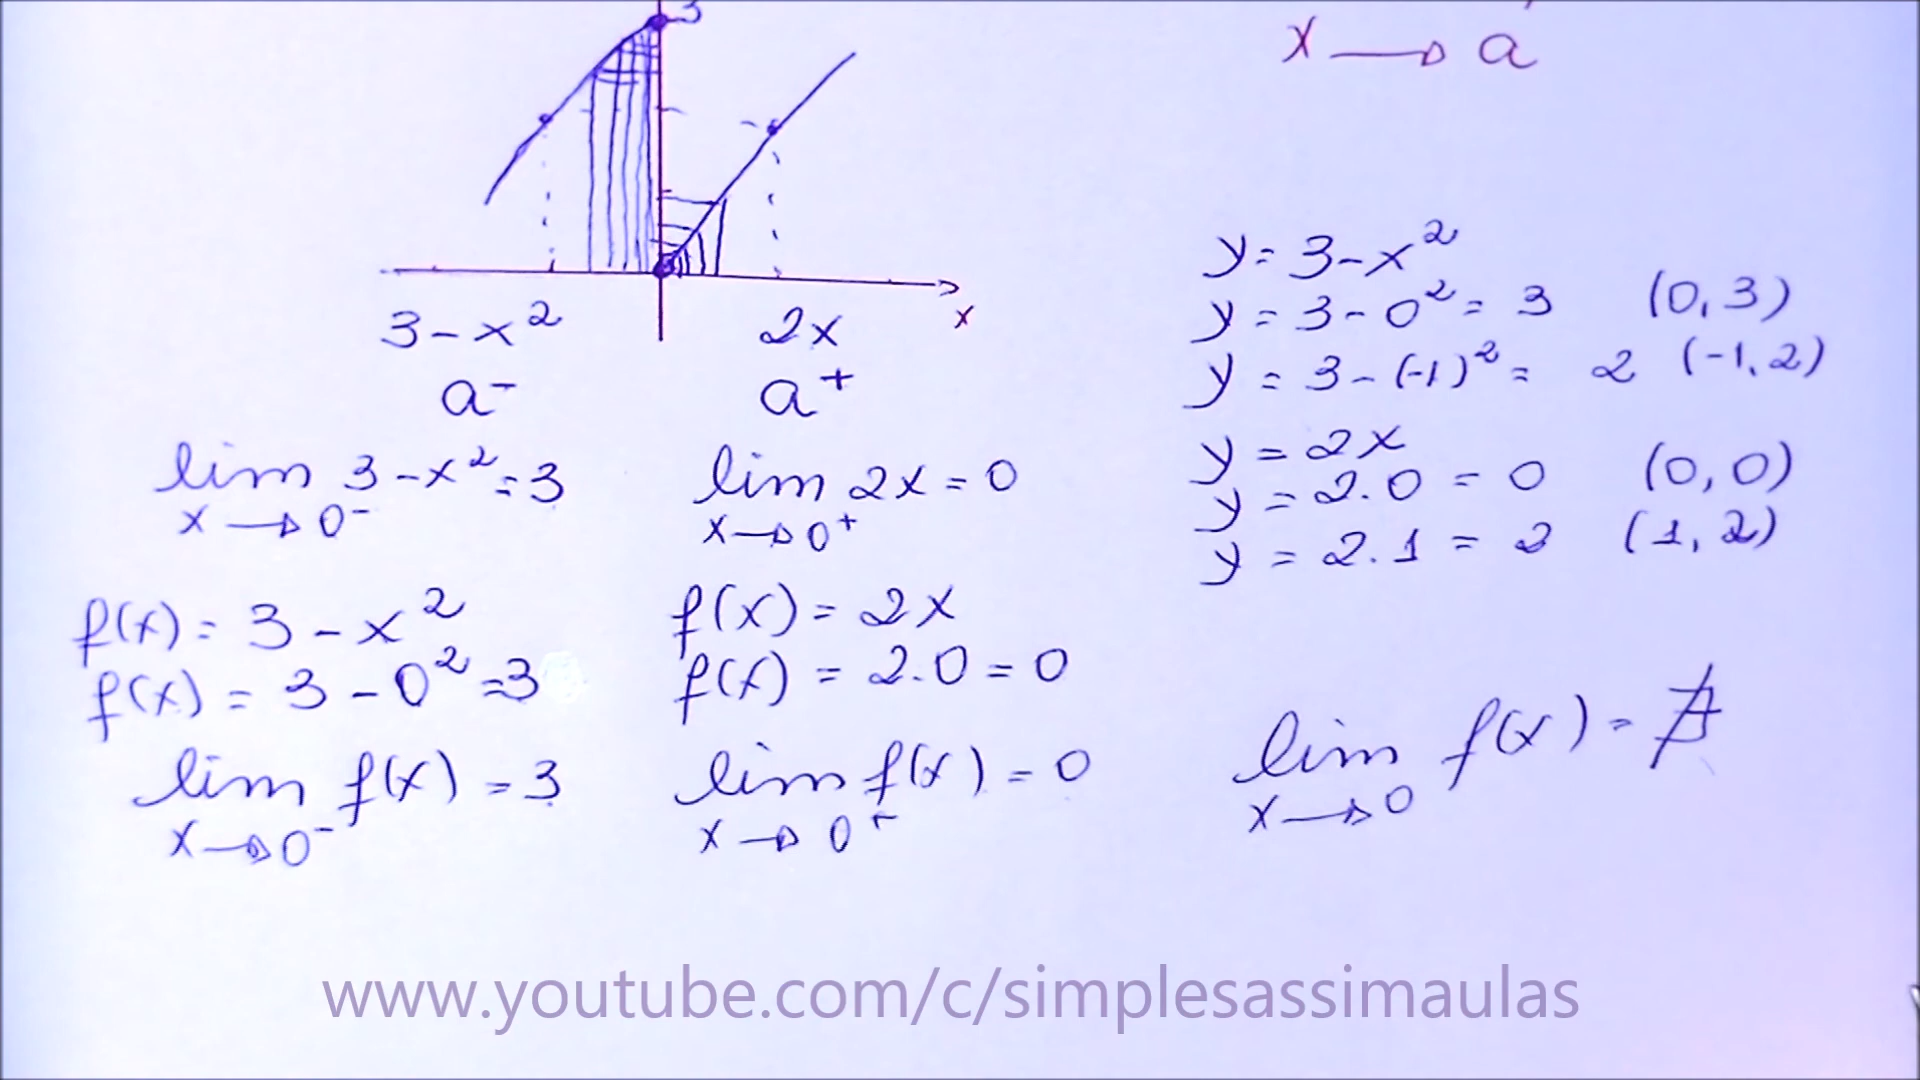 3
x → a
x
3 - x² 2x
a⁻ a⁺
lim 3 - x² = 3
x → 0⁻
lim 2x = 0
x → 0⁺
f(x) = 3 - x²
f(x) = 3 - 0² = 3
lim f(x) = 3
x → 0⁻
f(x) = 2x
f(x) = 2.0 = 0
lim f(x) = 0
x → 0⁺
y = 3 - x²
y = 3 - 0² = 3 (0, 3)
y = 3 - (-1)² = 2 (-1, 2)
y = 2x
y = 2.0 = 0 (0, 0)
y = 2.1 = 2 (1, 2)
lim f(x) = ∄
x → 0
www.youtube.com/c/simplesassimaulas